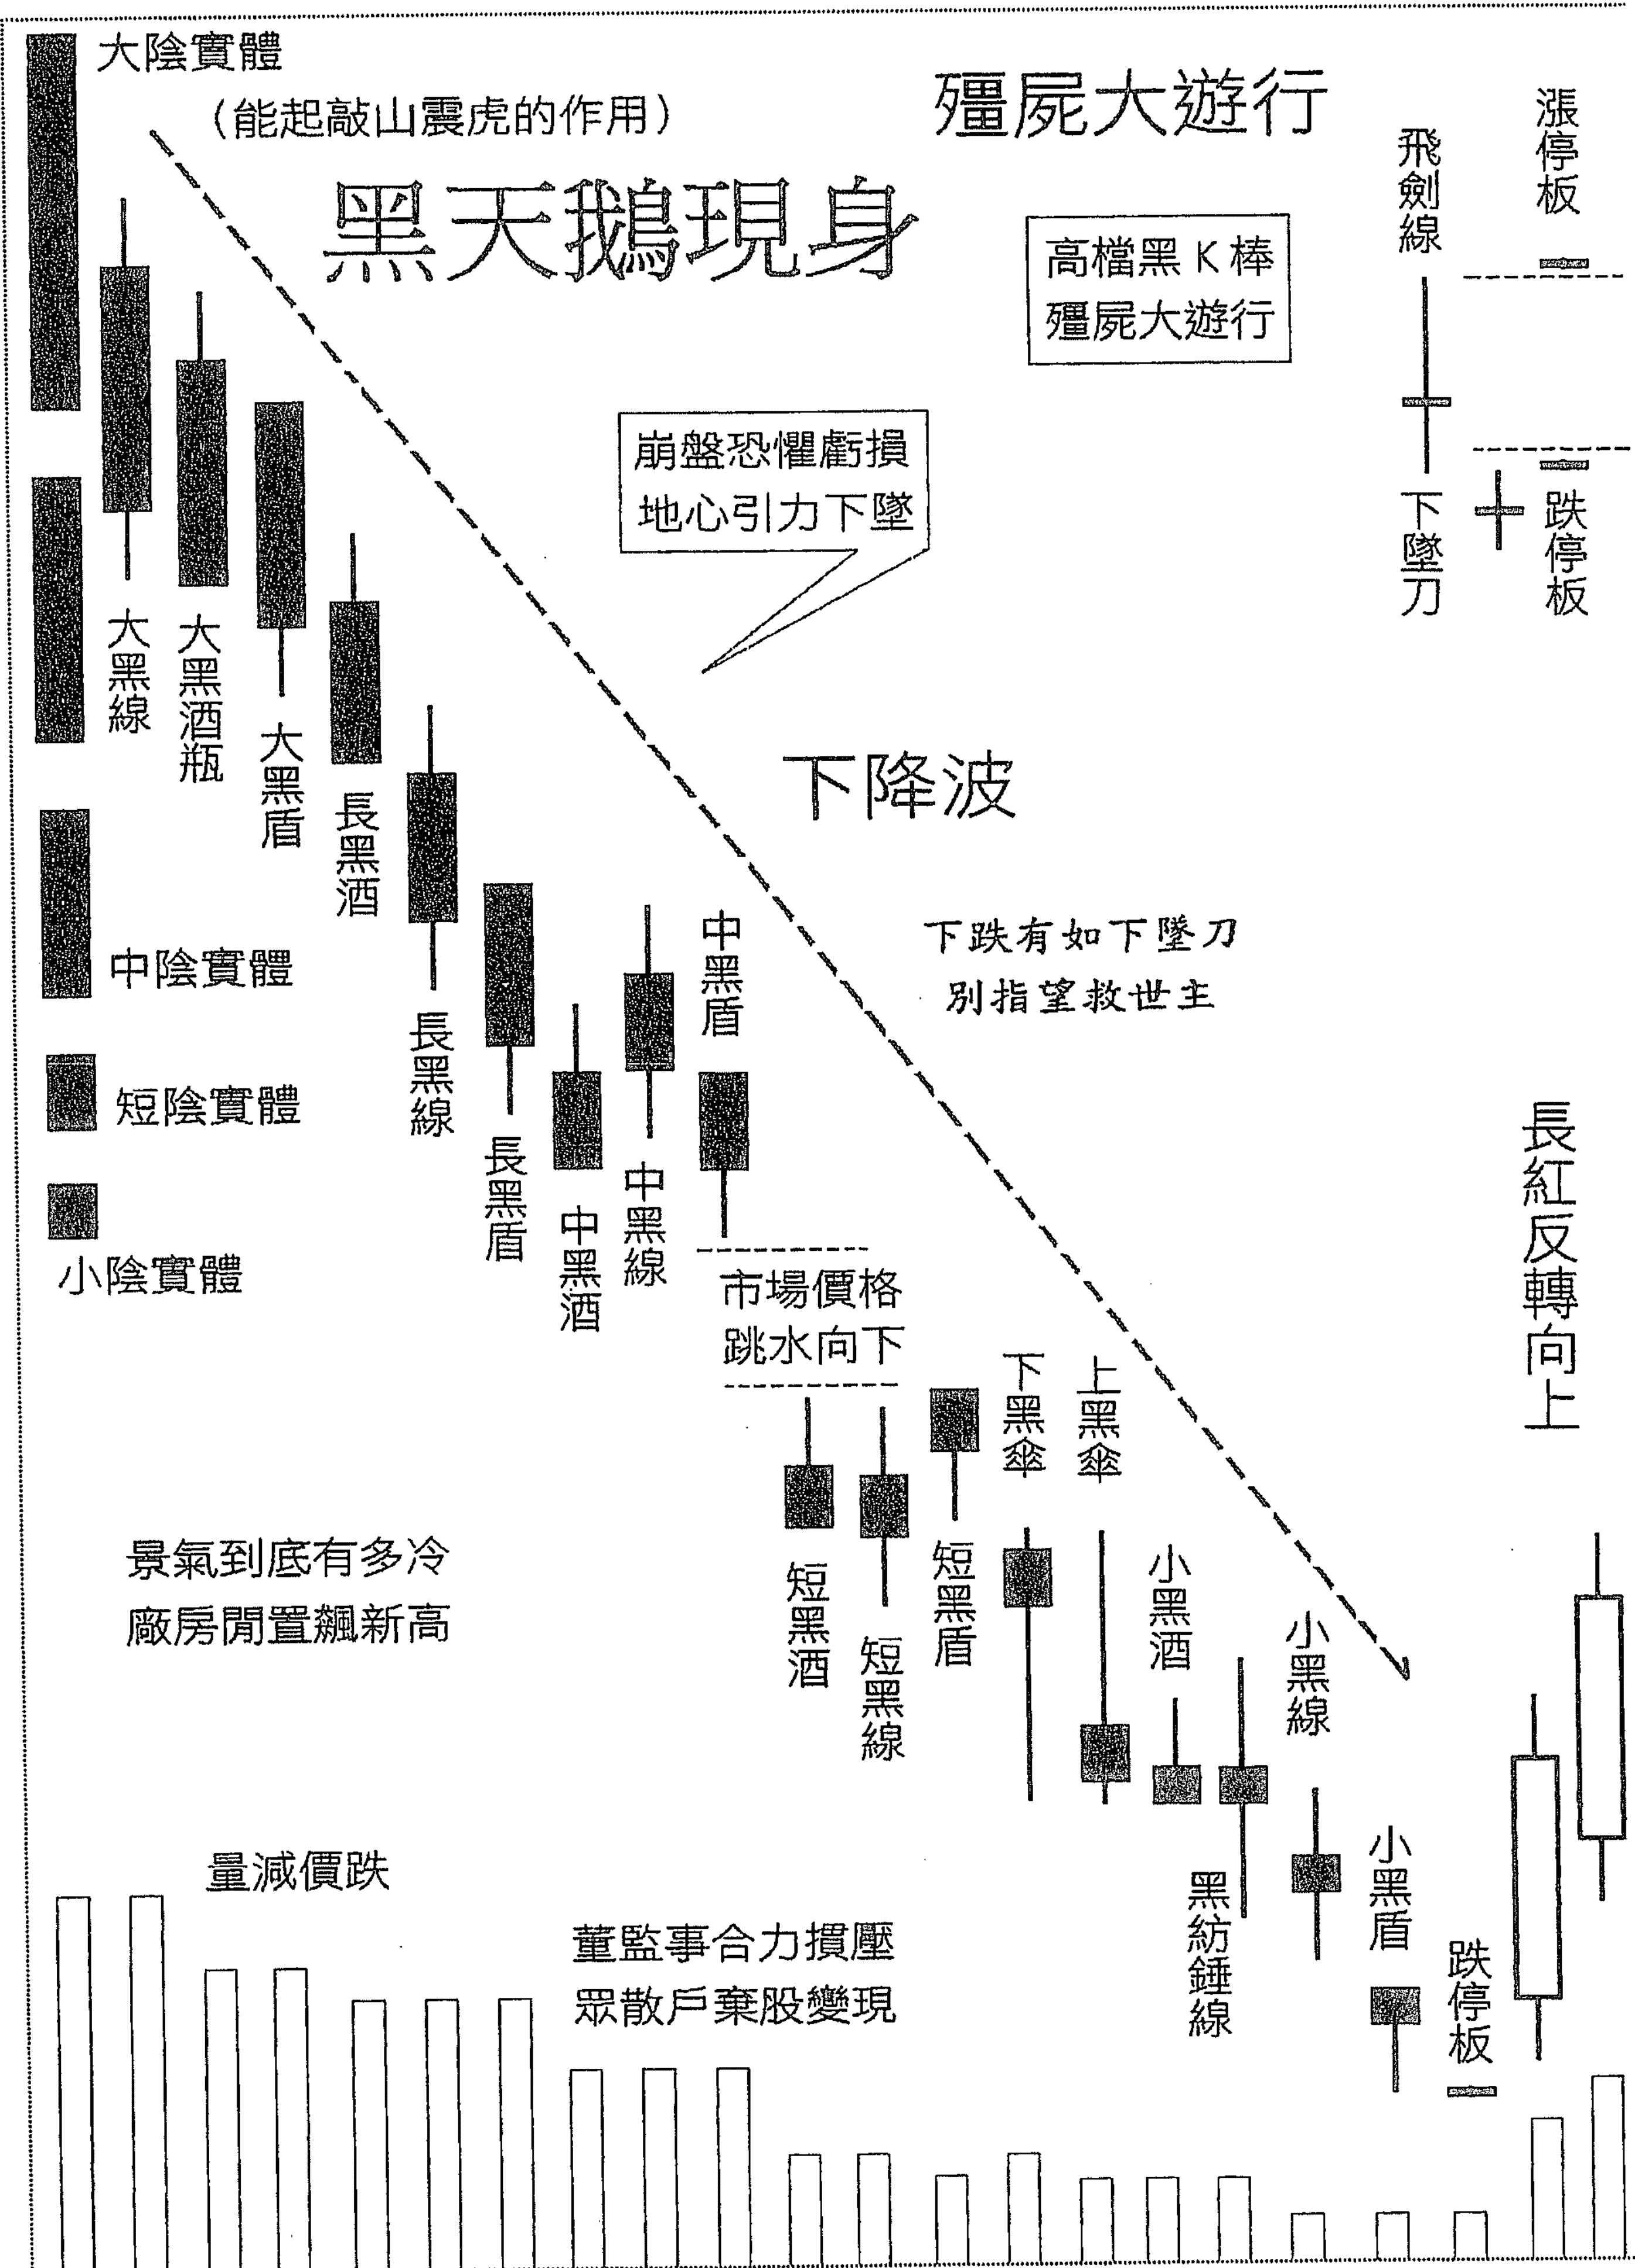 大陰實體
(能起敲山震虎的作用)
殭屍大遊行
黑天鵝現身
飛劍線
漲停板
高檔黑K棒
殭屍大遊行
崩盤恐懼虧損
地心引力下墜
下墜刀
跌停板
大黑線
大黑酒瓶
大黑盾
長黑酒
下降波
中陰實體
長黑線
中黑盾
下跌有如下墜刀
別指望救世主
短陰實體
長黑盾
小陰實體
中黑酒
中黑線
市場價格
跳水向下
下黑傘
上黑傘
長紅反轉向上
景氣到底有多冷
廠房閒置飆新高
短黑酒
短黑線
短黑盾
小黑酒
小黑線
量減價跌
黑紡錘線
小黑盾
跌停板
董監事合力摜壓
眾散戶棄股變現